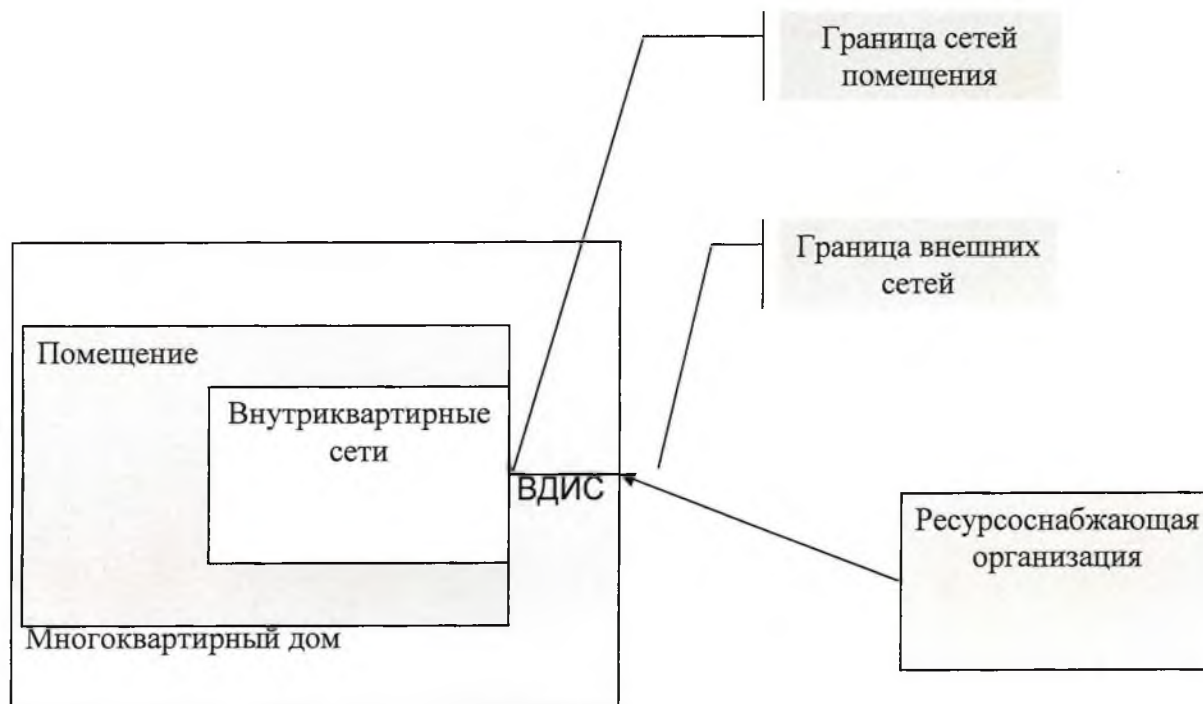 Граница сетей
помещения
Граница внешних
сетей
Помещение
Внутриквартирные
сети
ВДИС
Ресурсоснабжающая
организация
Многоквартирный дом